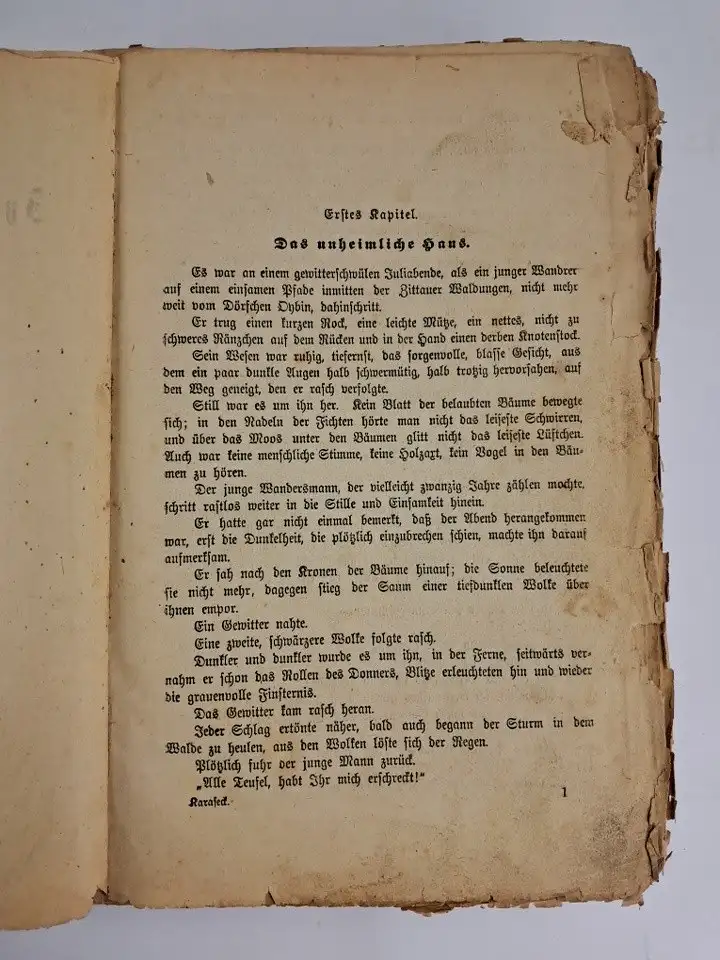 Erstes Kapitel.
Das unheimliche Haus.
Es war an einem gewitterschwülen Juliabende, als ein junger Wandrer
auf einem einsamen Pfade inmitten der Zittauer Waldungen, nicht mehr
weit vom Dörfchen Oybin, dahinschritt.
Er trug einen kurzen Rock, eine leichte Mütze, ein nettes, nicht zu
schweres Ränzchen auf dem Rücken und in der Hand einen derben Knotenstock.
Sein Wesen war ruhig, tiefernst, das sorgenvolle, blasse Gesicht, aus
dem ein paar dunkle Augen halb schwermütig, halb trotzig hervorsahen, auf
den Weg geneigt, den er rasch verfolgte.
Still war es um ihn her. Kein Blatt der belaubten Bäume bewegte
sich; in den Nadeln der Fichten hörte man nicht das leiseste Schwirren,
und über das Moos unter den Bäumen glitt nicht das leiseste Lüftchen.
Auch war keine menschliche Stimme, keine Holzaxt, kein Vogel in den Bäu-
men zu hören.
Der junge Wandersmann, der vielleicht zwanzig Jahre zählen mochte,
schritt rastlos weiter in die Stille und Einsamkeit hinein.
Er hatte gar nicht einmal bemerkt, daß der Abend herangekommen
war, erst die Dunkelheit, die plötzlich einzubrechen schien, machte ihn darauf
aufmerksam.
Er sah nach den Kronen der Bäume hinauf; die Sonne beleuchtete
sie nicht mehr, dagegen stieg der Saum einer tiefdunklen Wolke über
ihnen empor.
Ein Gewitter nahte.
Eine zweite, schwärzere Wolke folgte rasch.
Dunkler und dunkler wurde es um ihn, in der Ferne, seitwärts ver-
nahm er schon das Rollen des Donners, Blitze erleuchteten hin und wieder
die grauenvolle Finsternis.
Das Gewitter kam rasch heran.
Jeder Schlag ertönte näher, bald auch begann der Sturm in dem
Walde zu heulen, aus den Wolken löste sich der Regen.
Plötzlich fuhr der junge Mann zurück.
„Alle Teufel, habt Ihr mich erschreckt!“
Karaseck. 1